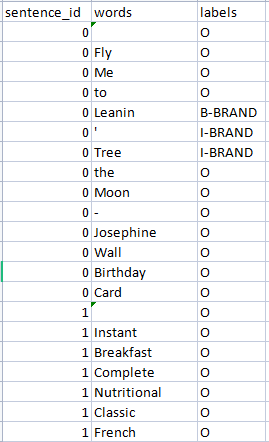 sentence_id words labels
0 O
0 Fly O
0 Me O
0 to O
0 Leanin B-BRAND
0 ' I-BRAND
0 Tree I-BRAND
0 the O
0 Moon O
0 - O
0 Josephine O
0 Wall O
0 Birthday O
0 Card O
1 O
1 Instant O
1 Breakfast O
1 Complete O
1 Nutritional O
1 Classic O
1 French O